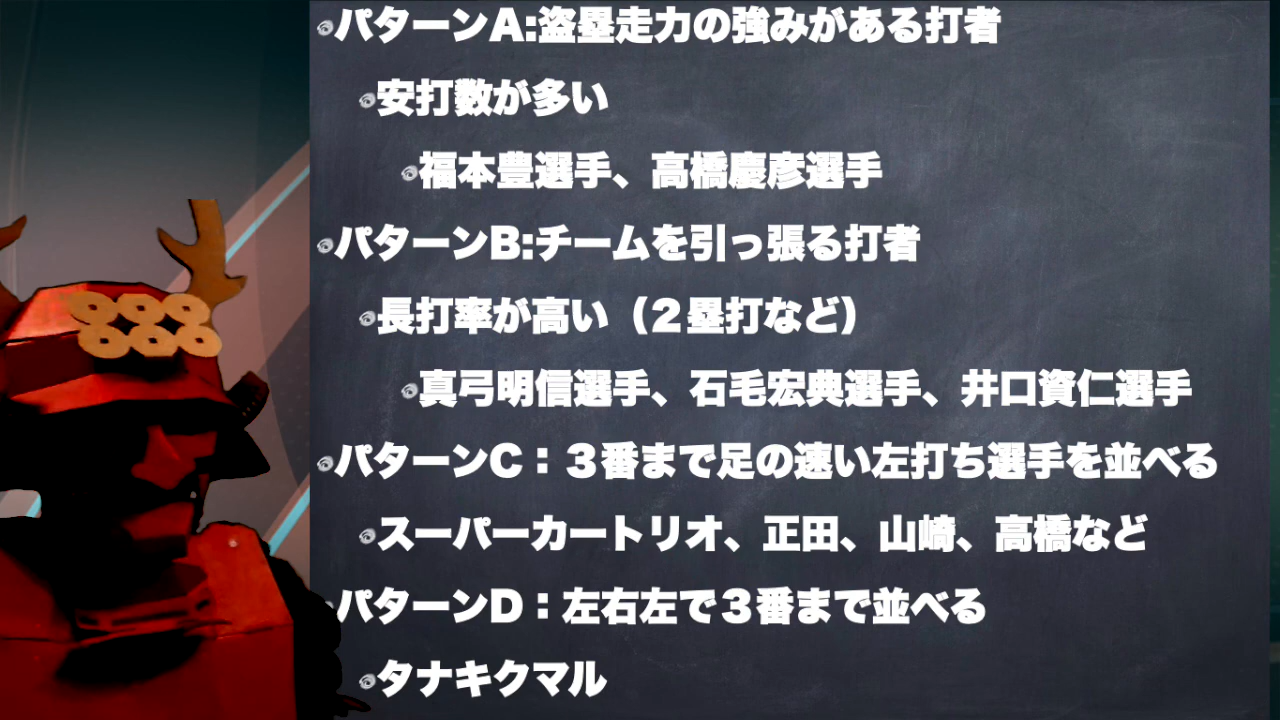 パターンA:盗塁走力の強みがある打者
安打数が多い
福本豊選手、高橋慶彦選手
パターンB:チームを引っ張る打者
長打率が高い（２塁打など）
真弓明信選手、石毛宏典選手、井口資仁選手
パターンC：３番まで足の速い左打ち選手を並べる
スーパーカートリオ、正田、山崎、高橋など
パターンD：左右左で３番まで並べる
タナキクマル